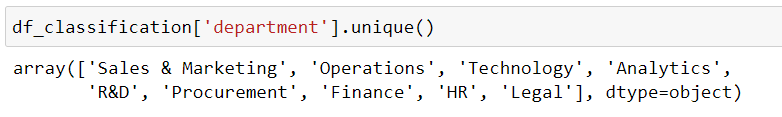 df_classification['department'].unique()
array(['Sales & Marketing', 'Operations', 'Technology', 'Analytics',
'R&D', 'Procurement', 'Finance', 'HR', 'Legal'], dtype=object)